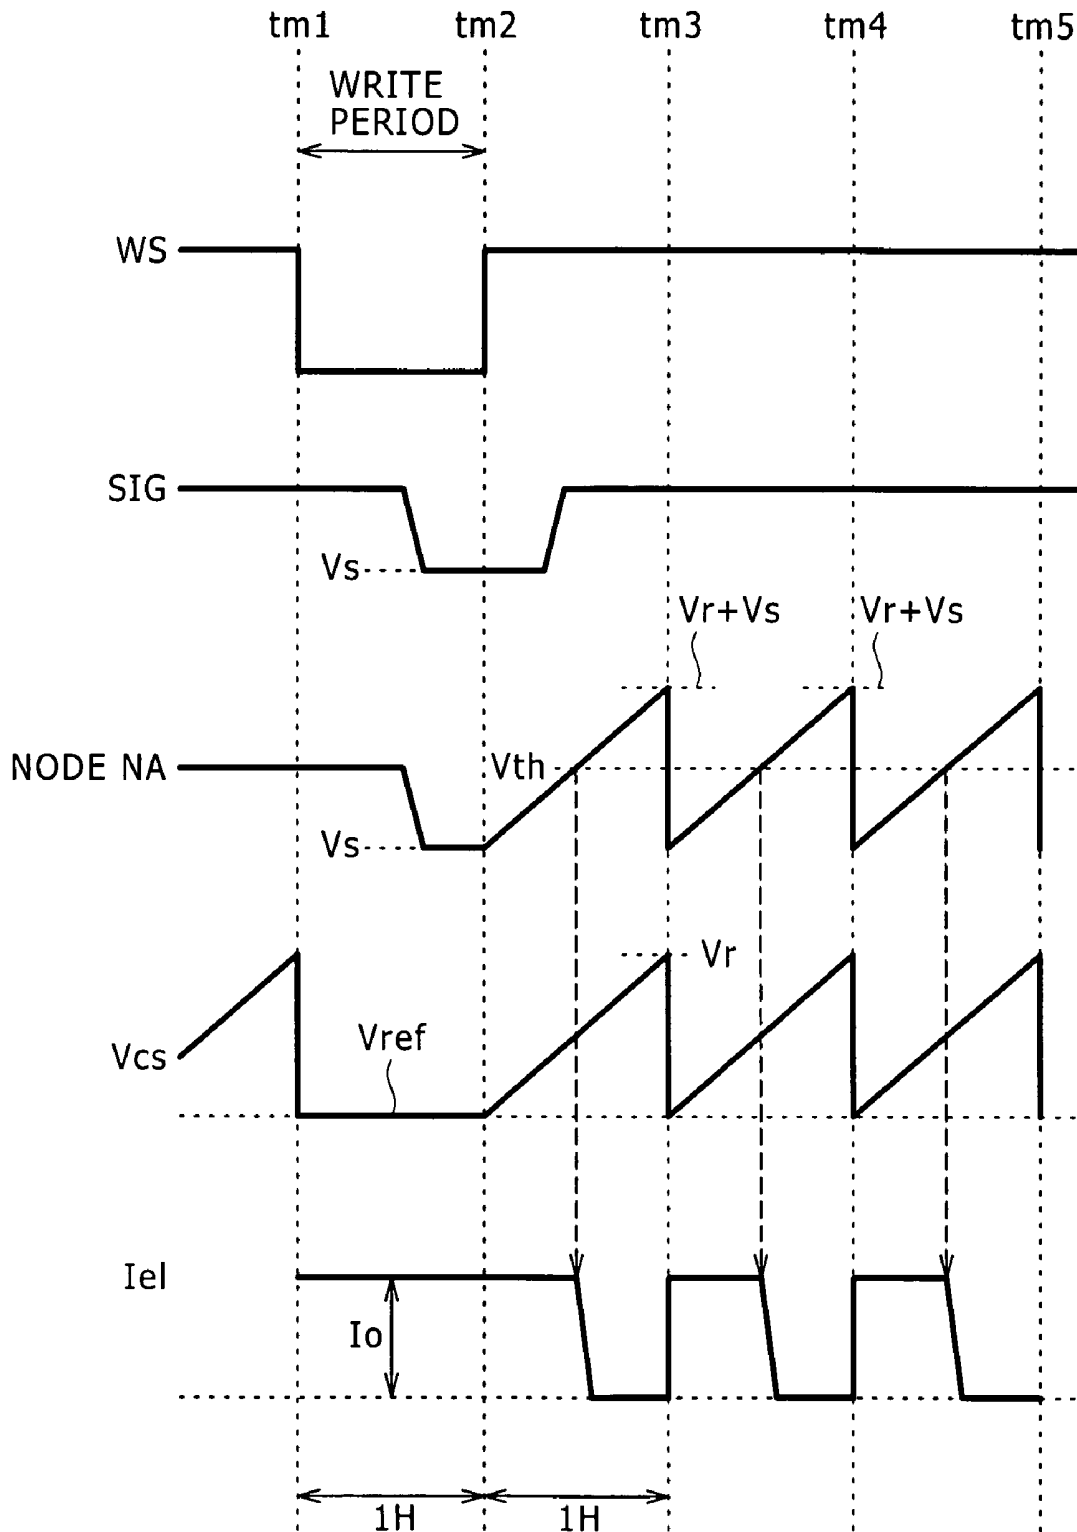 tm1 tm2 tm3 tm4 tm5
WRITE
PERIOD
WS
SIG
Vs
Vr+Vs Vr+Vs
NODE NA
Vth
Vs
Vr
Vref
Vcs
Iel
Io
1H 1H